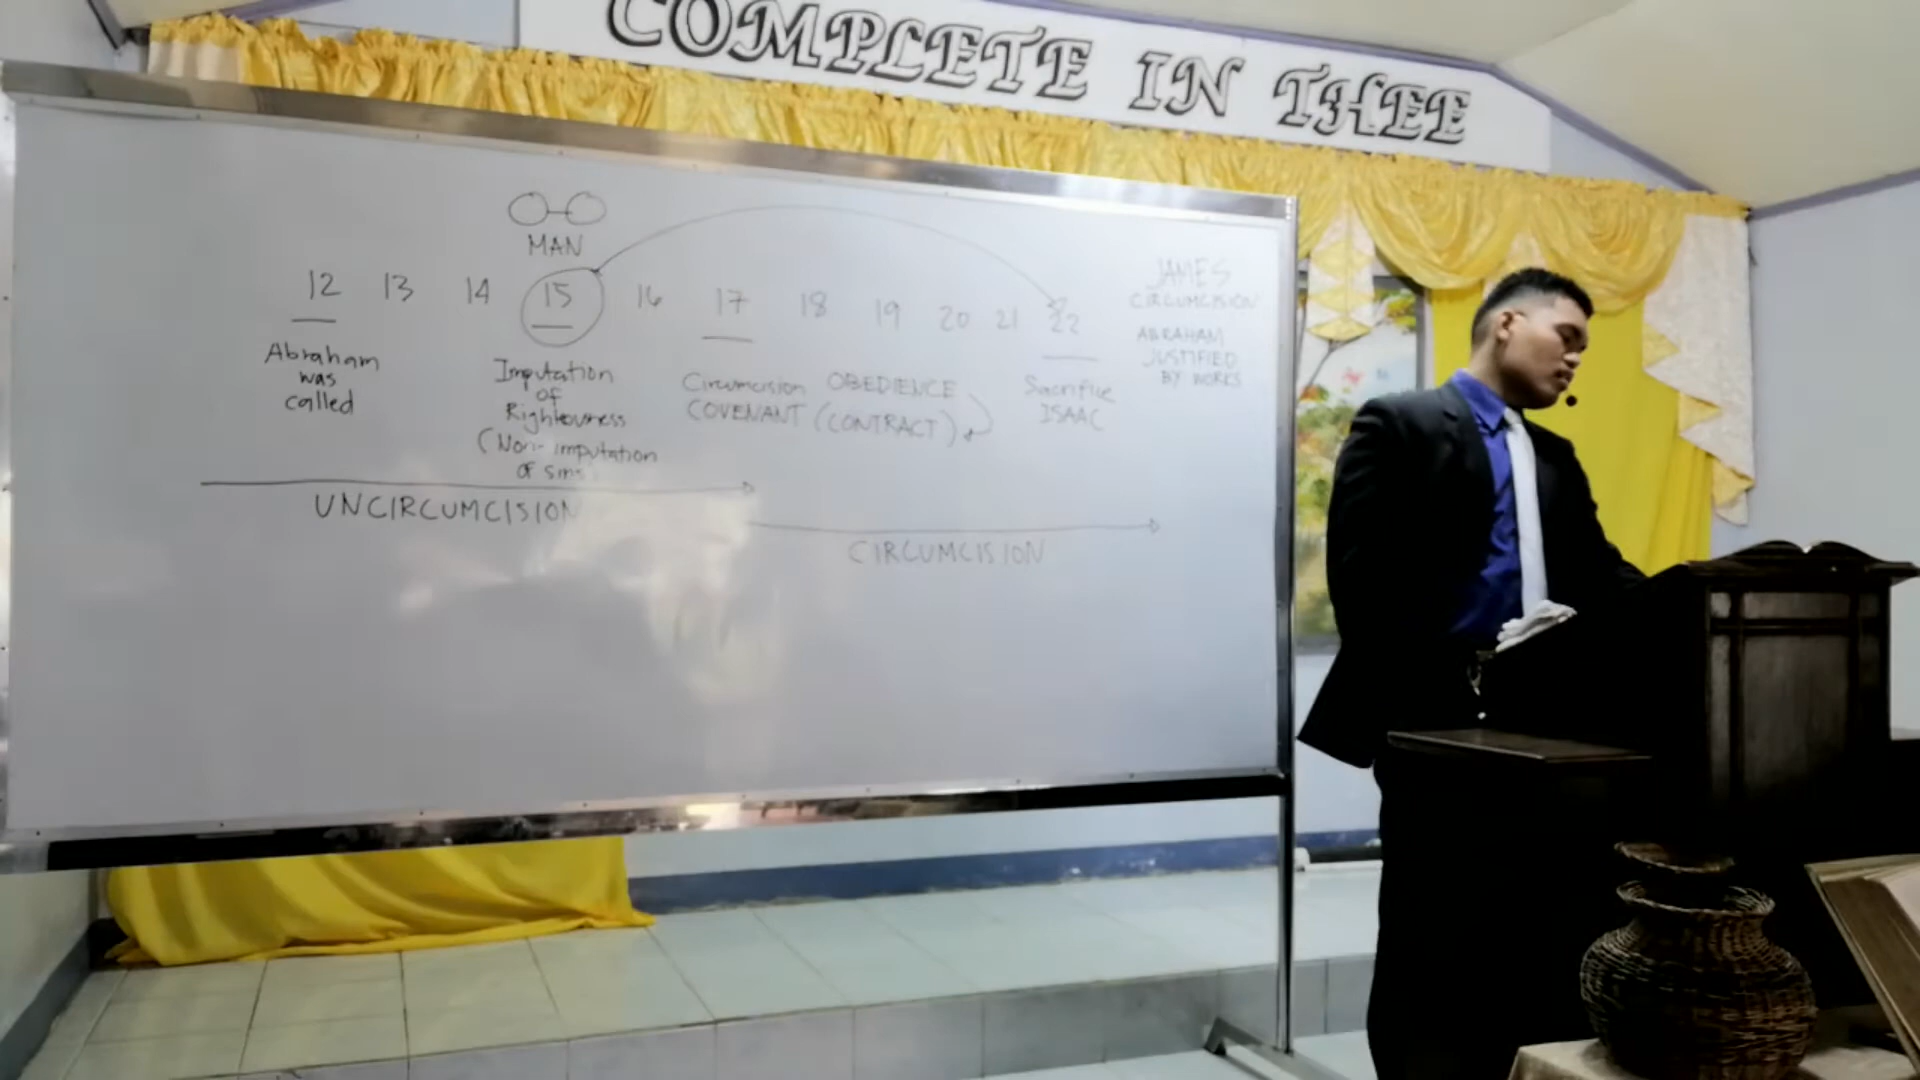 COMPLETE IN THEE
MAN
12 13 14 15 16 17 18 19 20 21 22
Abraham
was
called
Imputation
of
Righteousness
(Non-imputation
of sins)
Circumcision OBEDIENCE
COVENANT (CONTRACT)
Sacrifice
ISAAC
JAMES
CIRCUMCISION
ABRAHAM
JUSTIFIED
BY WORKS
UNCIRCUMCISION
CIRCUMCISION